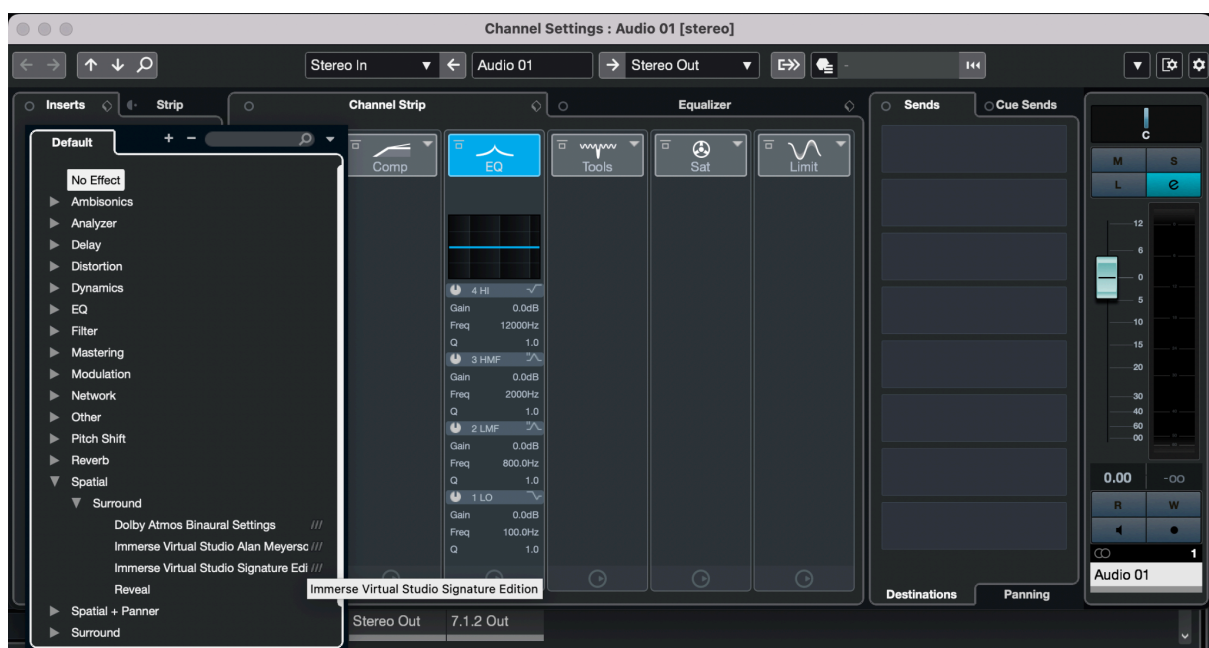 Channel Settings : Audio 01 [stereo]
Stereo In
Audio 01
Stereo Out
-
Inserts
Strip
Channel Strip
Equalizer
Sends
Cue Sends
Default
+ -
No Effect
Ambisonics
Analyzer
Delay
Distortion
Dynamics
EQ
Filter
Mastering
Modulation
Network
Other
Pitch Shift
Reverb
Spatial
Surround
Dolby Atmos Binaural Settings ///
Immerse Virtual Studio Alan Meyersc ///
Immerse Virtual Studio Signature Edi ///
Reveal
Spatial + Panner
Surround
Immerse Virtual Studio Signature Edition
Comp
EQ
Tools
Sat
Limit
4 HI
Gain 0.0dB
Freq 12000Hz
Q 1.0
3 HMF
Gain 0.0dB
Freq 2000Hz
Q 1.0
2 LMF
Gain 0.0dB
Freq 800.0Hz
Q 1.0
1 LO
Gain 0.0dB
Freq 100.0Hz
Q 1.0
Destinations
Panning
C
M S
L e
12
6
0
5
10
15
20
30
40
60
00
0.00 -oo
R W
1
Audio 01
Stereo Out
7.1.2 Out